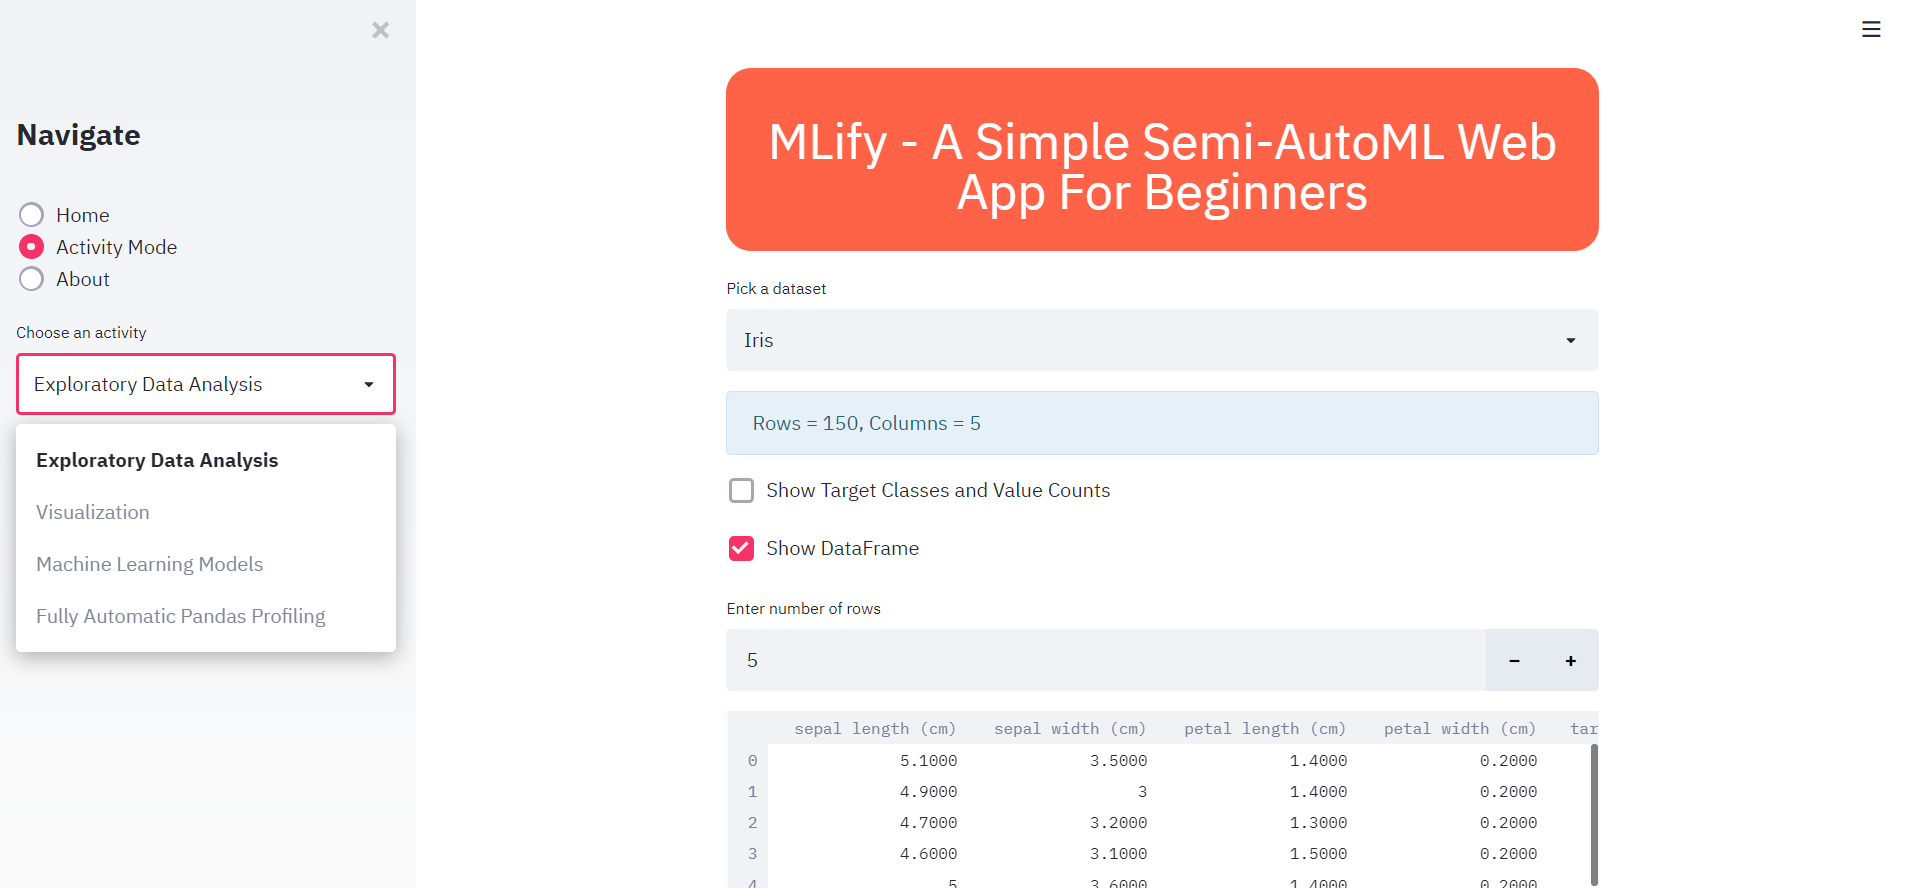 Navigate
Home
Activity Mode
About
Choose an activity
Exploratory Data Analysis
Exploratory Data Analysis
Visualization
Machine Learning Models
Fully Automatic Pandas Profiling
MLify - A Simple Semi-AutoML Web
App For Beginners
Pick a dataset
Iris
Rows = 150, Columns = 5
Show Target Classes and Value Counts
Show DataFrame
Enter number of rows
5 − +
sepal length (cm) sepal width (cm) petal length (cm) petal width (cm) tar
0 5.1000 3.5000 1.4000 0.2000
1 4.9000 3 1.4000 0.2000
2 4.7000 3.2000 1.3000 0.2000
3 4.6000 3.1000 1.5000 0.2000
4 5 3.6000 1.4000 0.2000